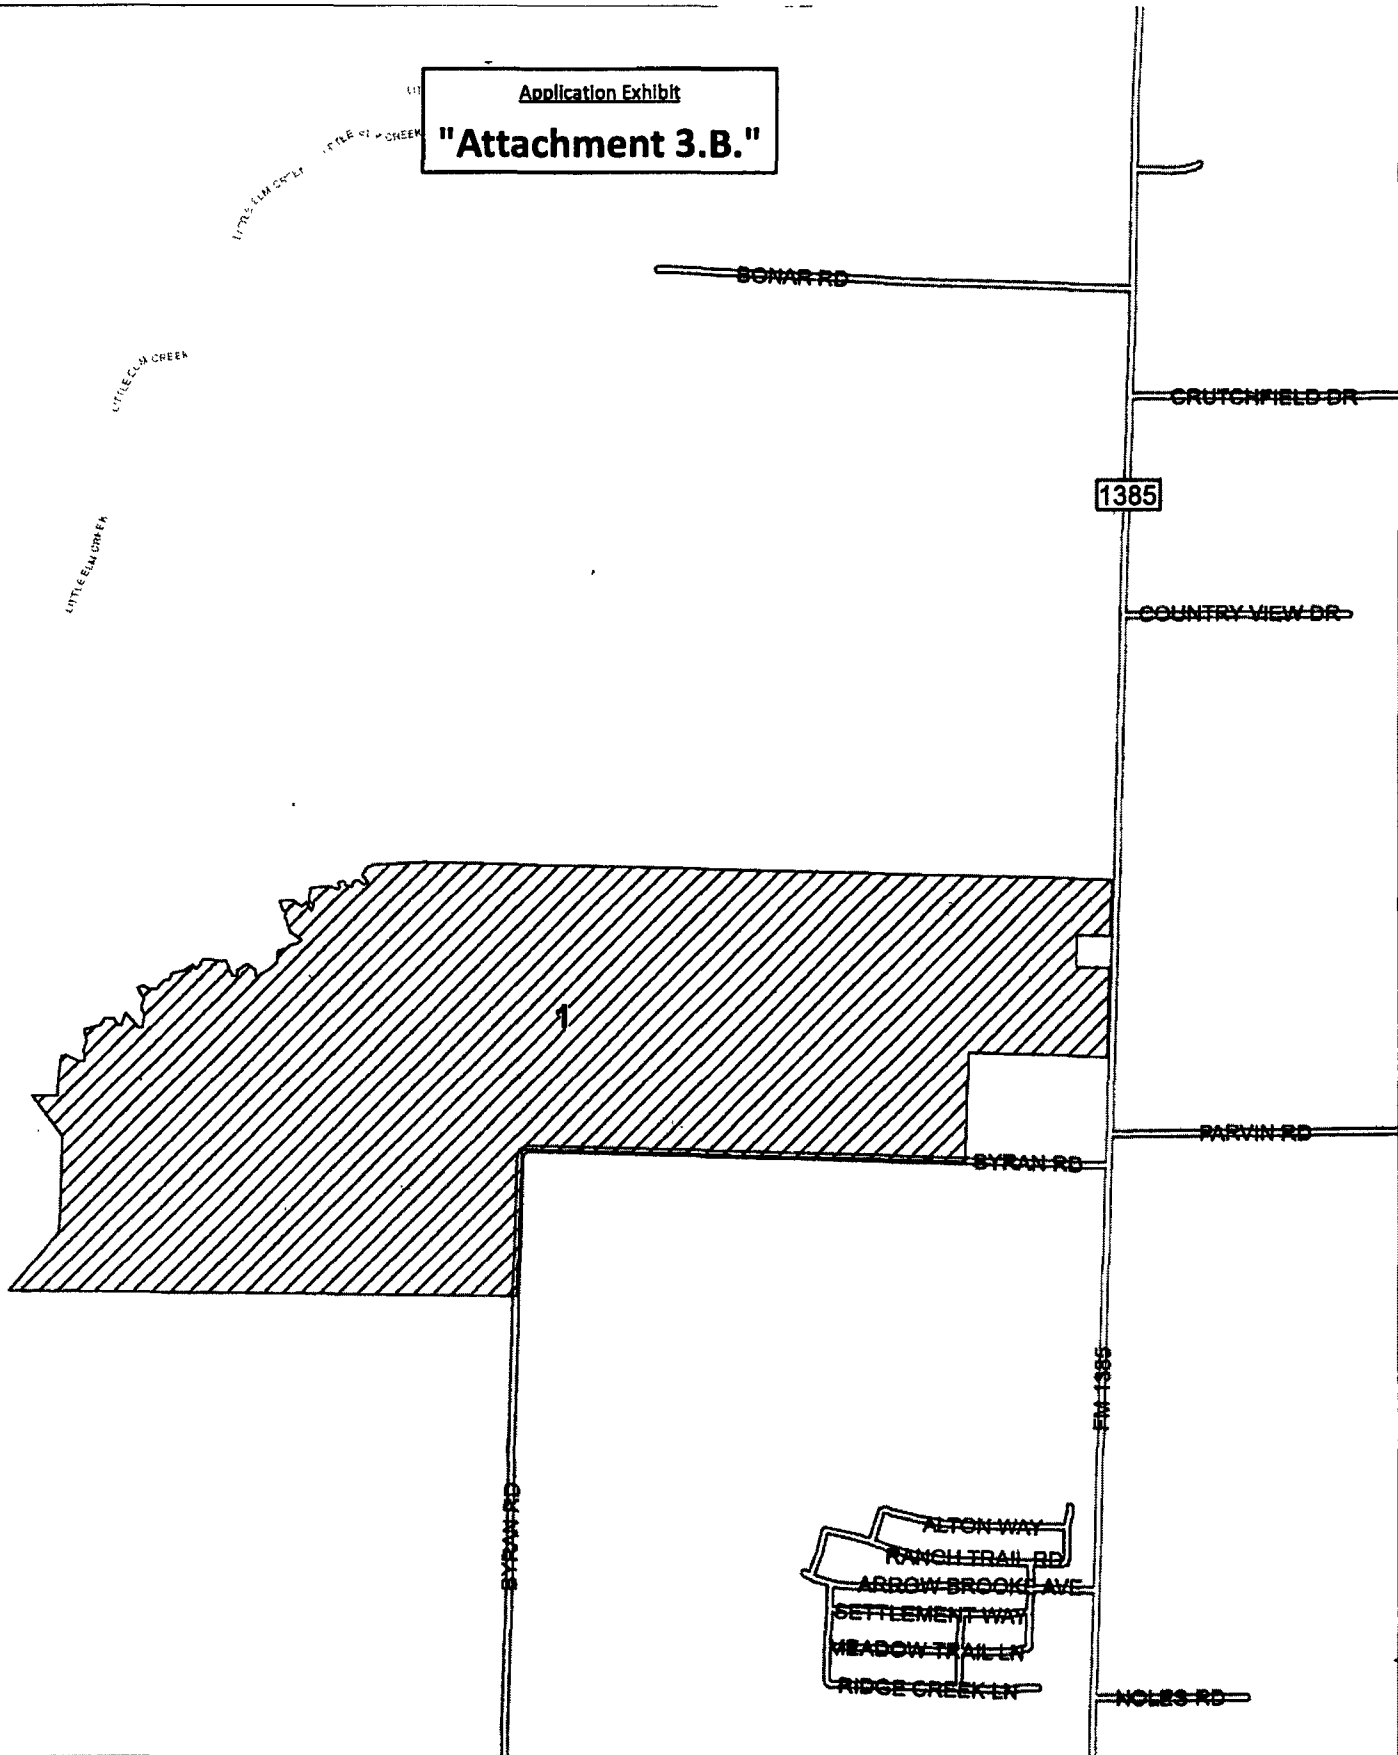 Application Exhibit
"Attachment 3.B."
CREEK
BONAR RD
LITTLE ELM CREEK
CRUTCHFIELD DR
1385
LITTLE ELM CREEK
COUNTRY VIEW DR
1
PARVIN RD
BYRAN RD
FM 1385
BYRAN RD
ALTON WAY
RANCH TRAIL RD
ARROW BROOKE AVE
SETTLEMENT WAY
MEADOW TRAIL LN
RIDGE CREEK LN
NOLES RD